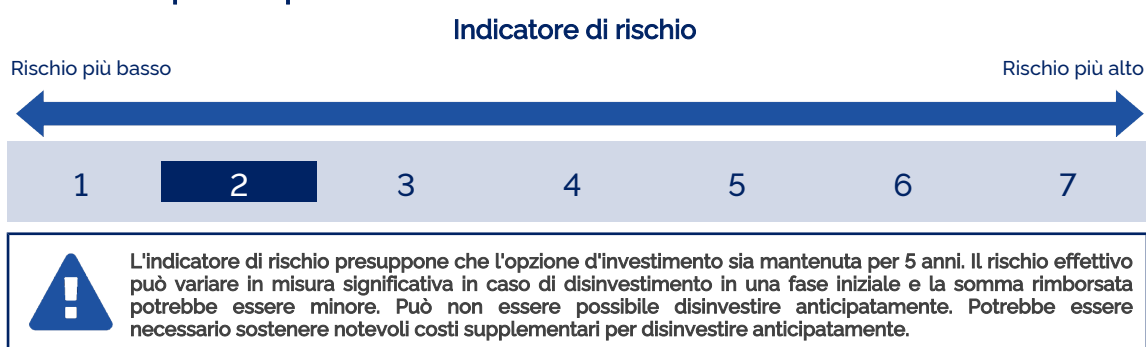 Indicatore di rischio
Rischio più basso
Rischio più alto
1 2 3 4 5 6 7
L'indicatore di rischio presuppone che l'opzione d'investimento sia mantenuta per 5 anni. Il rischio effettivo
può variare in misura significativa in caso di disinvestimento in una fase iniziale e la somma rimborsata
potrebbe essere minore. Può non essere possibile disinvestire anticipatamente. Potrebbe essere
necessario sostenere notevoli costi supplementari per disinvestire anticipatamente.